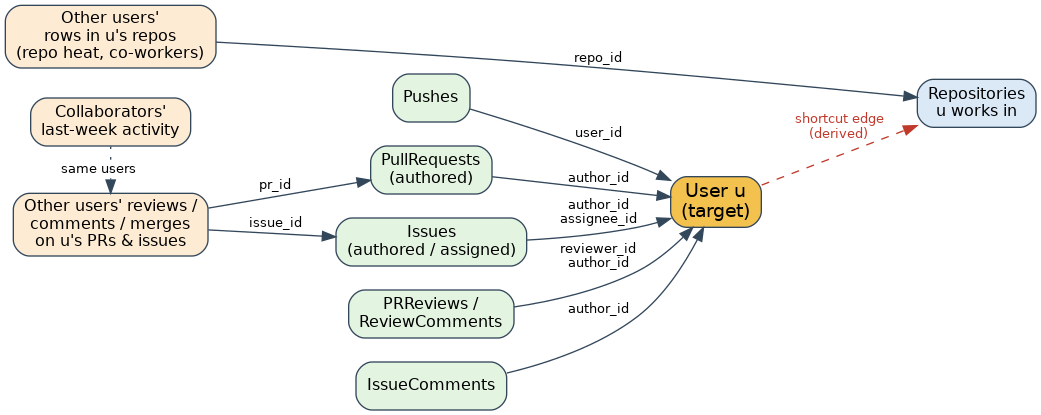 Other users'
rows in u's repos
(repo heat, co-workers)
repo_id
Repositories
u works in
Pushes
user_id
shortcut edge
(derived)
Collaborators'
last-week activity
same users
PullRequests
(authored)
pr_id
author_id
User u
(target)
Other users' reviews /
comments / merges
on u's PRs & issues
issue_id
Issues
(authored / assigned)
author_id
assignee_id
PRReviews /
ReviewComments
reviewer_id
author_id
IssueComments
author_id